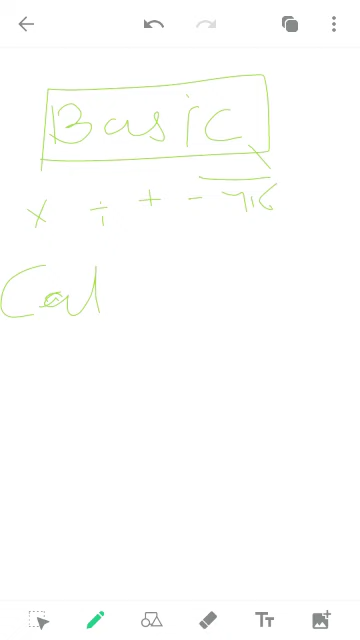 Basic
× ÷ + -
Cal